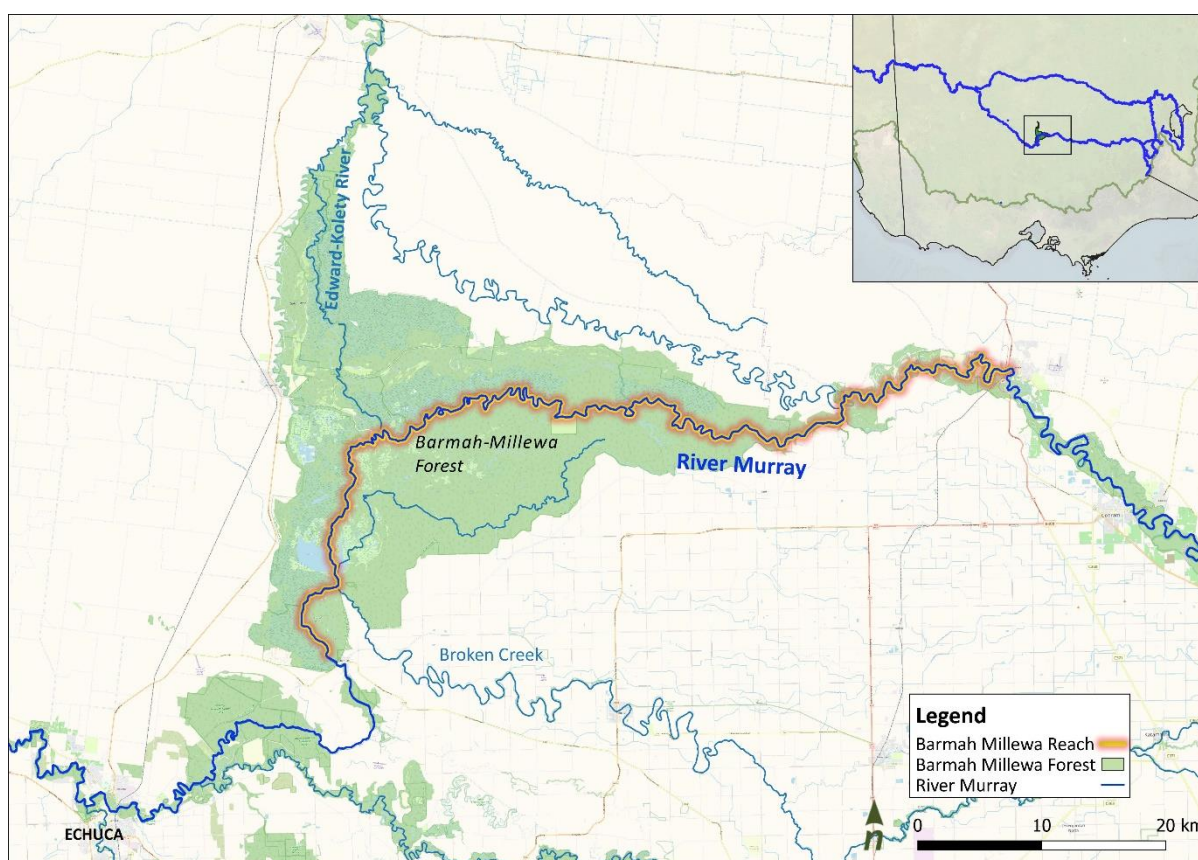 Edward-Kolety River
Barmah-Millewa
Forest
River Murray
Broken Creek
ECHUCA
Legend
Barmah Millewa Reach
Barmah Millewa Forest
River Murray
n
0 10 20 km